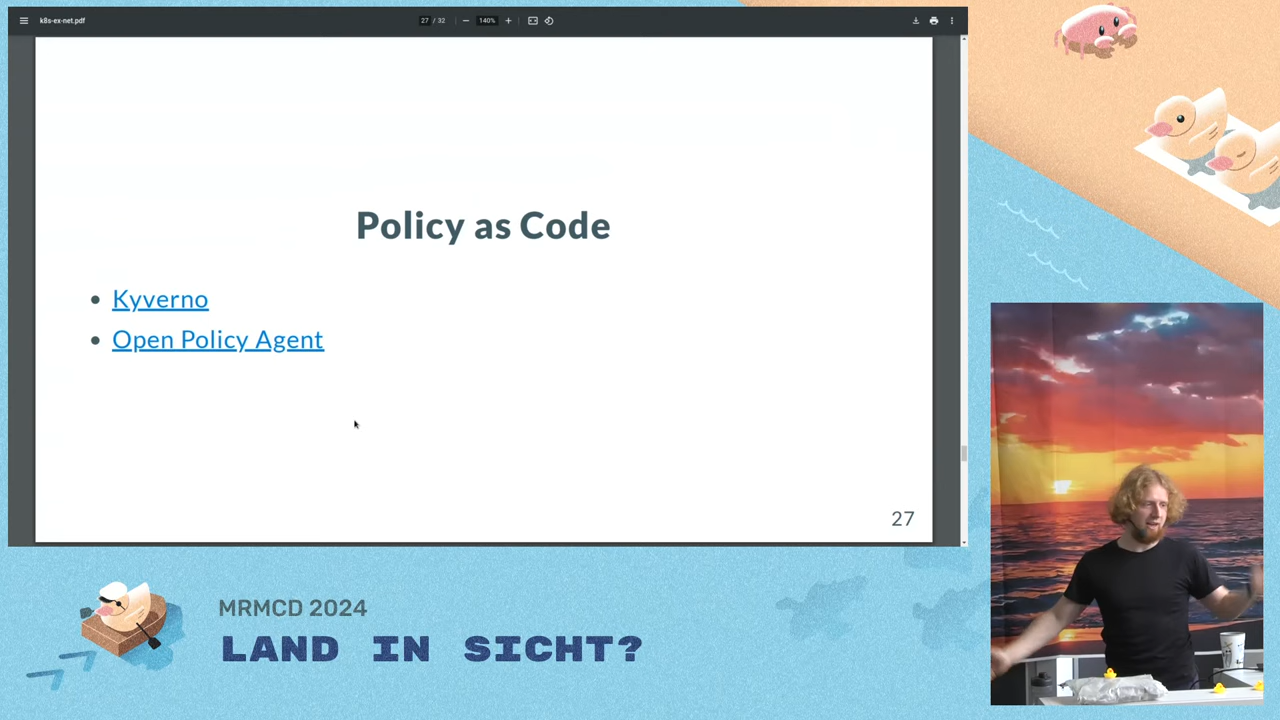 k8s-ex-net.pdf
27 / 32
140%
Policy as Code
Kyverno
Open Policy Agent
27
MRMCD 2024
LAND IN SICHT?